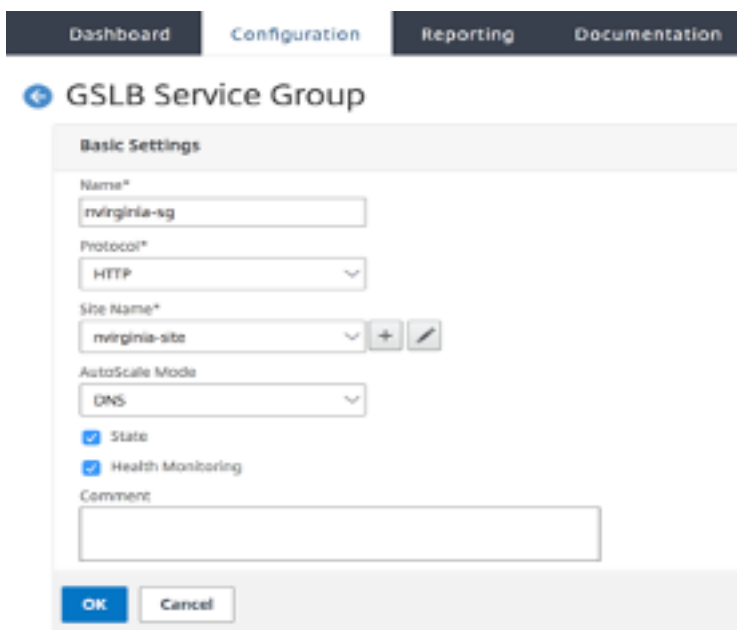 Dashboard Configuration Reporting Documentation
GSLB Service Group
Basic Settings
Name*
nvirginia-sg
Protocol*
HTTP
Site Name*
nvirginia-site
AutoScale Mode
DNS
State
Health Monitoring
Comment
OK Cancel